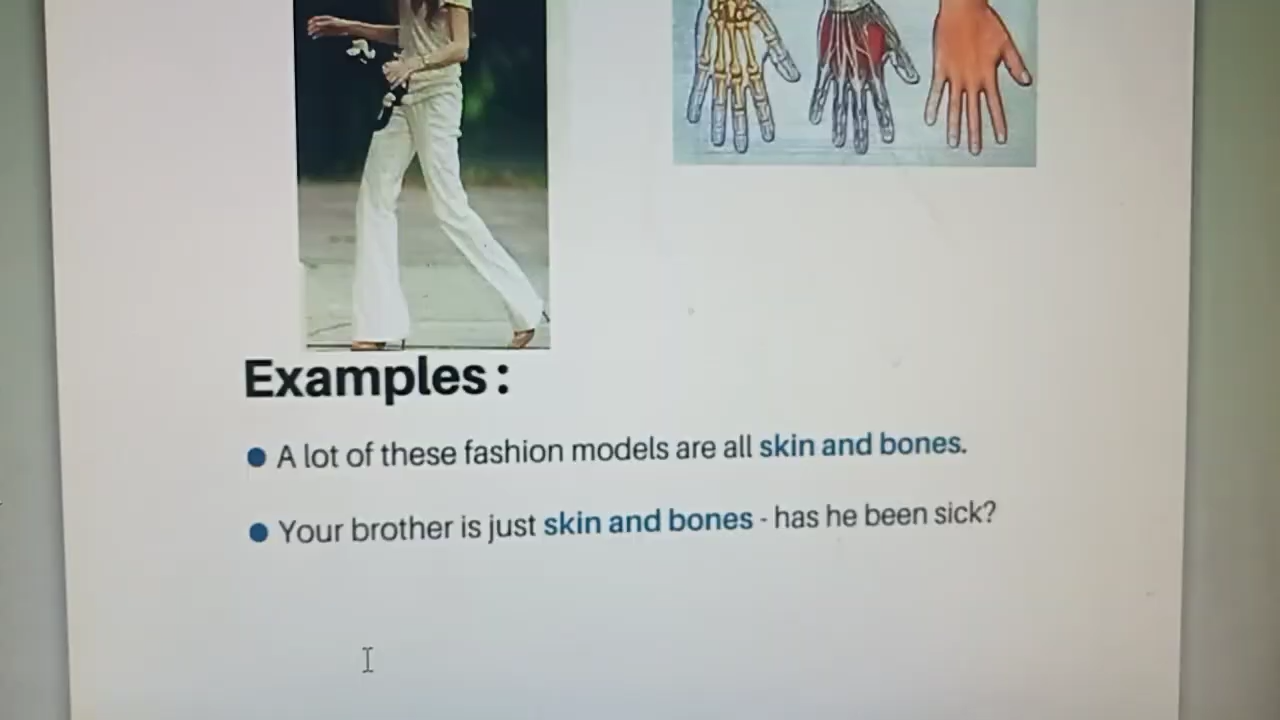 Examples:
A lot of these fashion models are all skin and bones.
Your brother is just skin and bones - has he been sick?